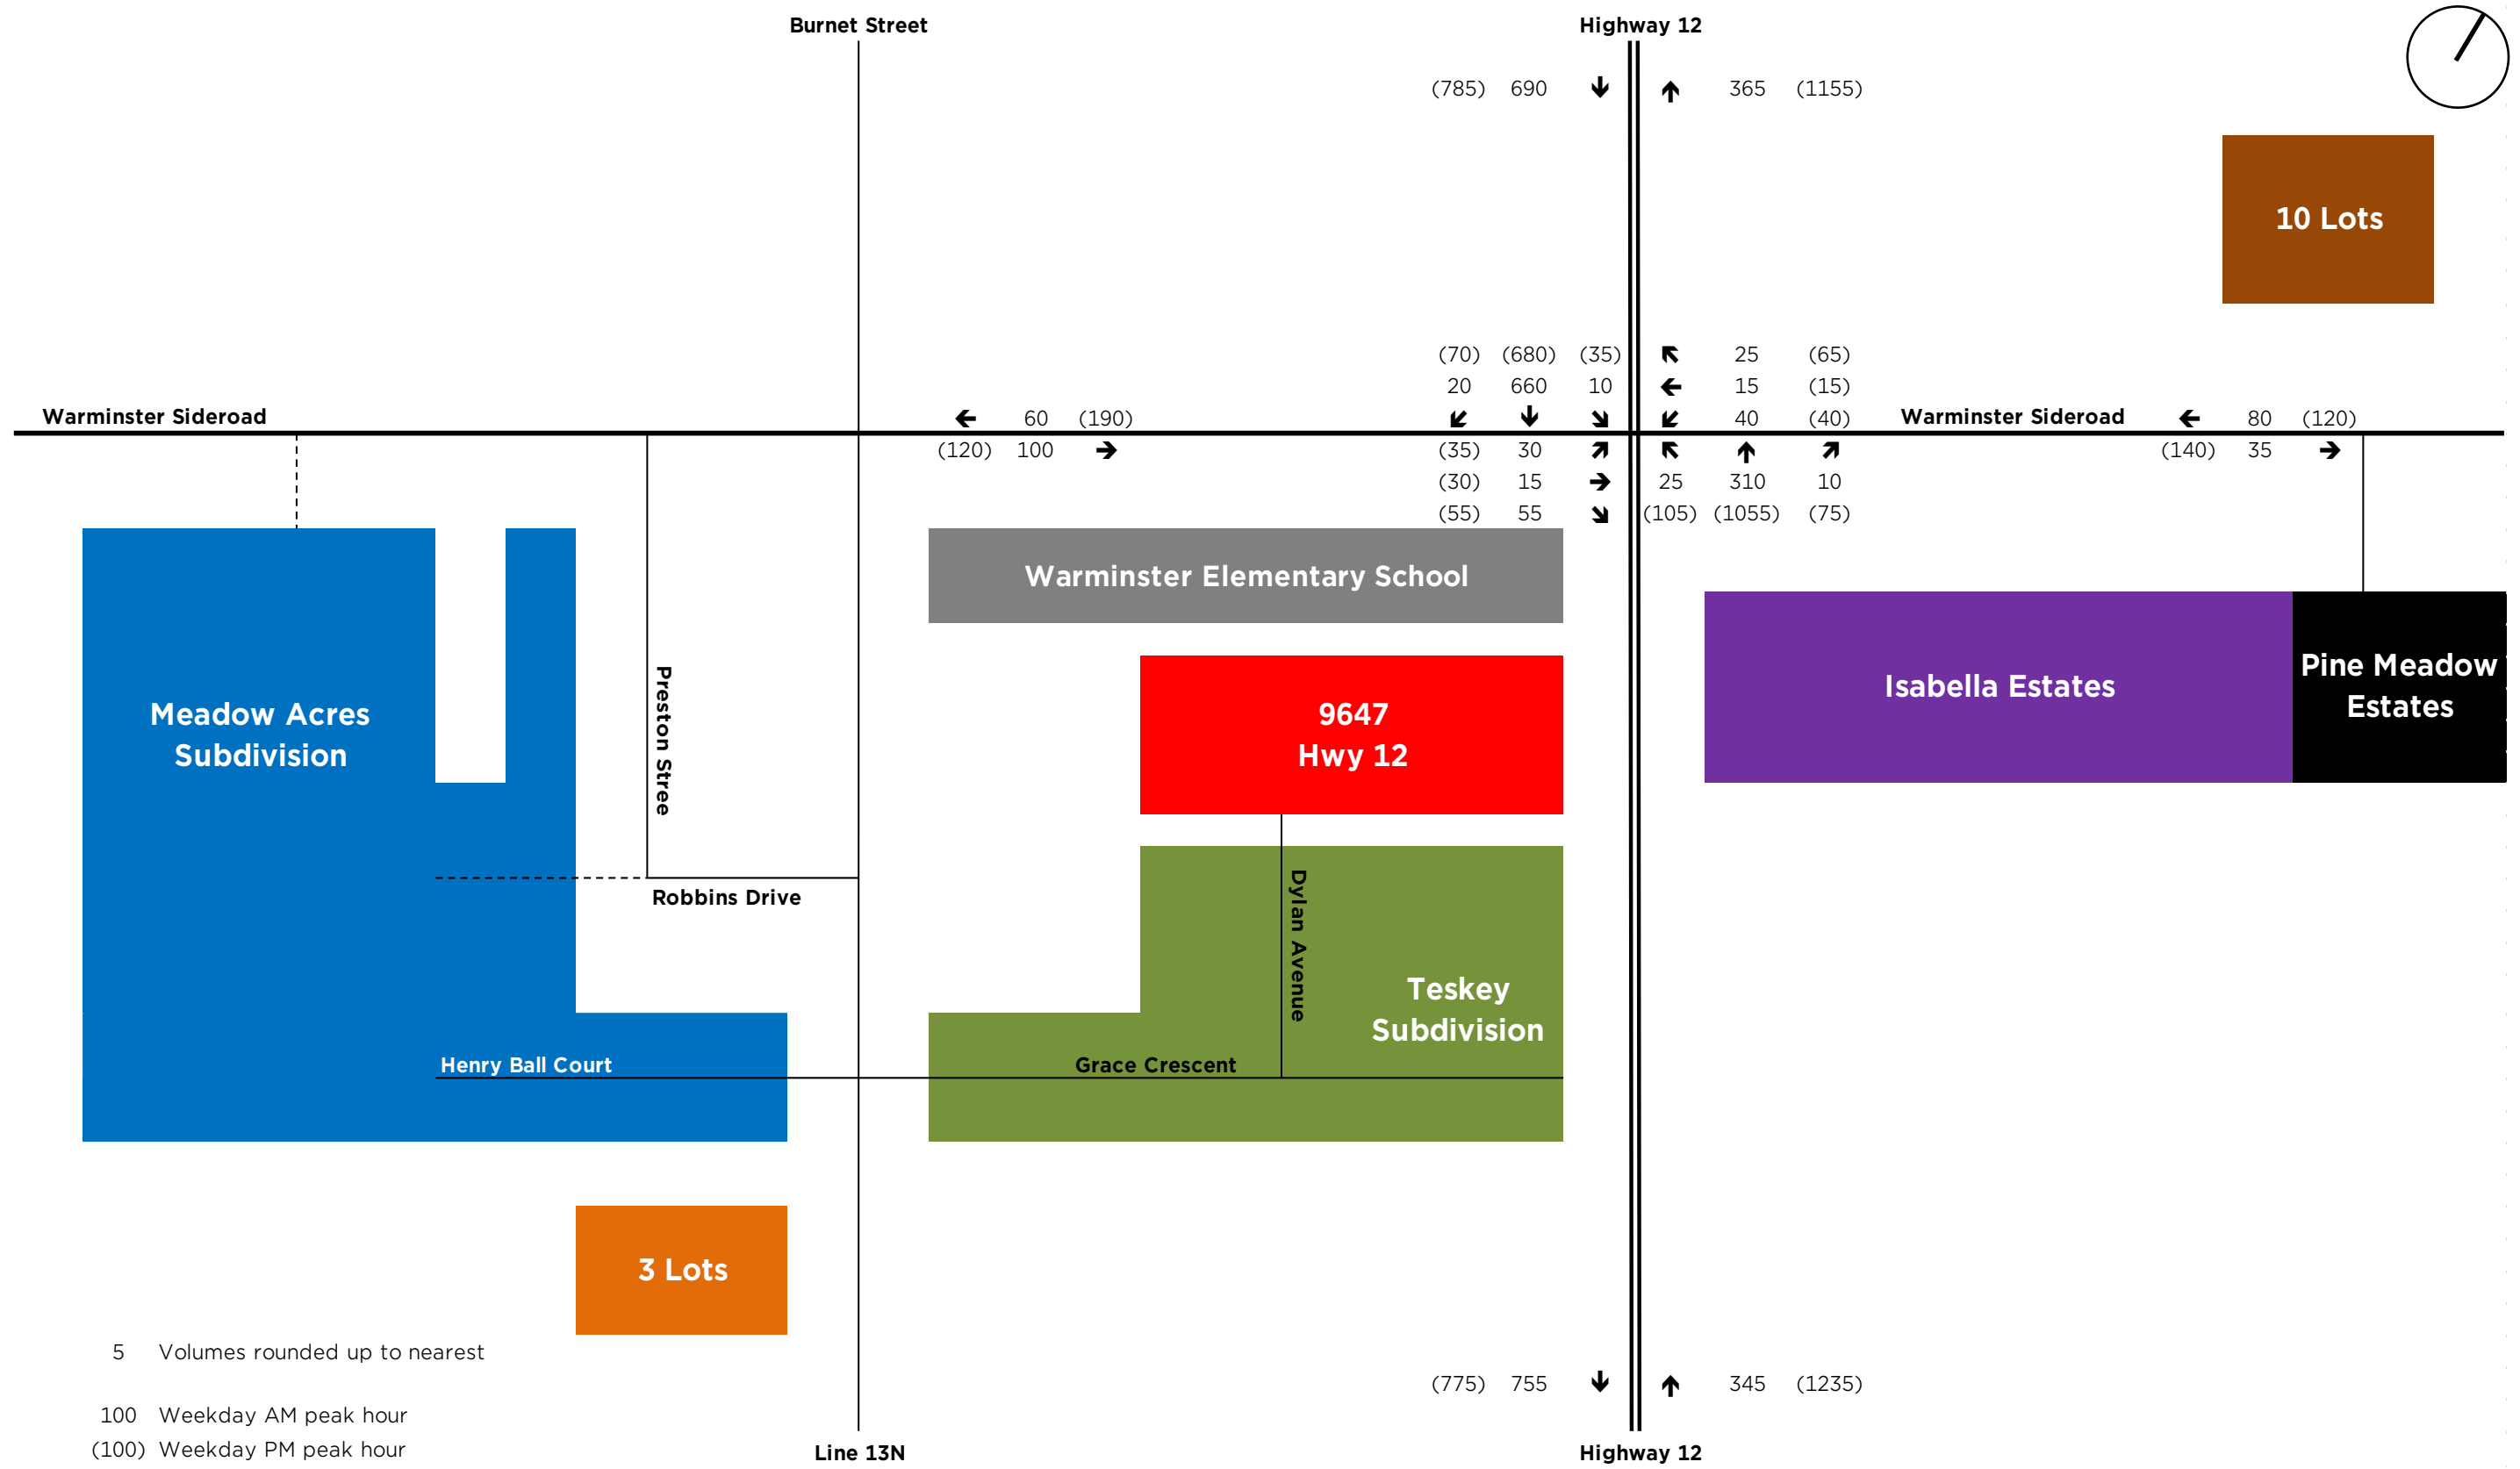 Burnet Street
Highway 12
(785) 690 365 (1155)
10 Lots
(70) (680) (35) 25 (65)
20 660 10 15 (15)
Warminster Sideroad
60 (190)
40 (40)
Warminster Sideroad
80 (120)
(120) 100
(35) 30
(140) 35
(30) 15 25 310 10
(55) 55 (105) (1055) (75)
Warminster Elementary School
Meadow Acres
Subdivision
Preston Stree
9647
Hwy 12
Isabella Estates
Pine Meadow
Estates
Robbins Drive
Dylan Avenue
Teskey
Subdivision
Henry Ball Court
Grace Crescent
3 Lots
5 Volumes rounded up to nearest
100 Weekday AM peak hour
(100) Weekday PM peak hour
(775) 755 345 (1235)
Line 13N
Highway 12